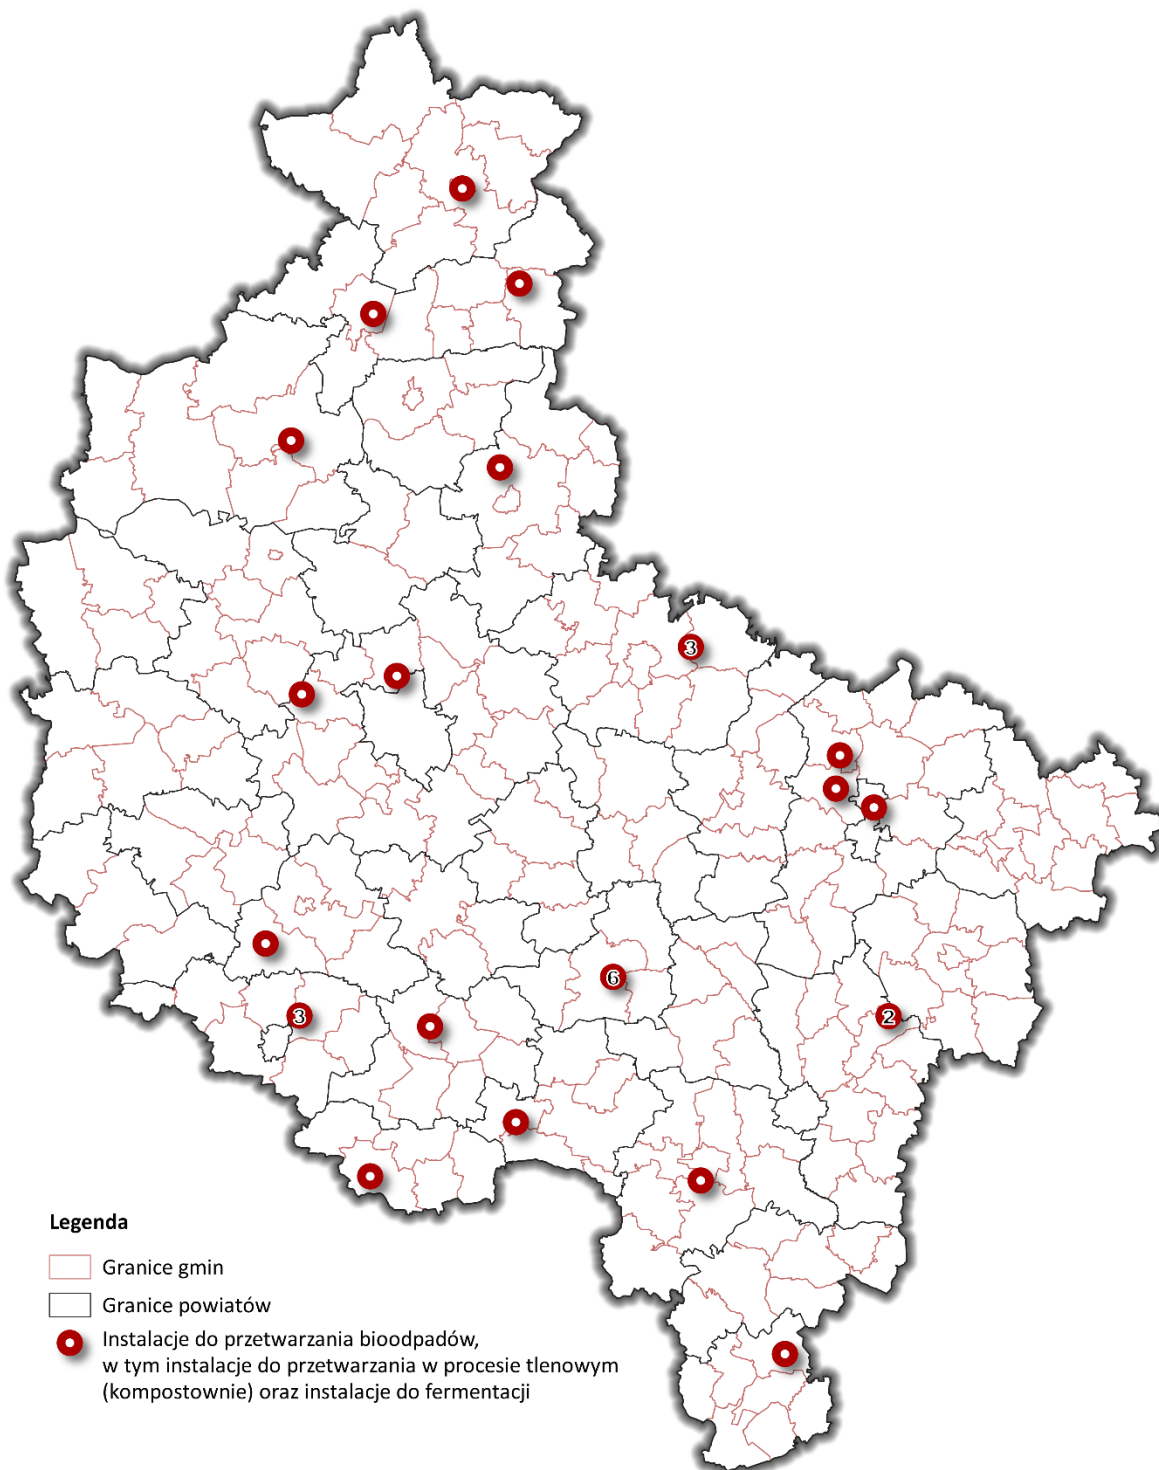 3
6
3
2
Legenda
Granice gmin
Granice powiatów
Instalacje do przetwarzania bioodpadów,
w tym instalacje do przetwarzania w procesie tlenowym
(kompostownie) oraz instalacje do fermentacji